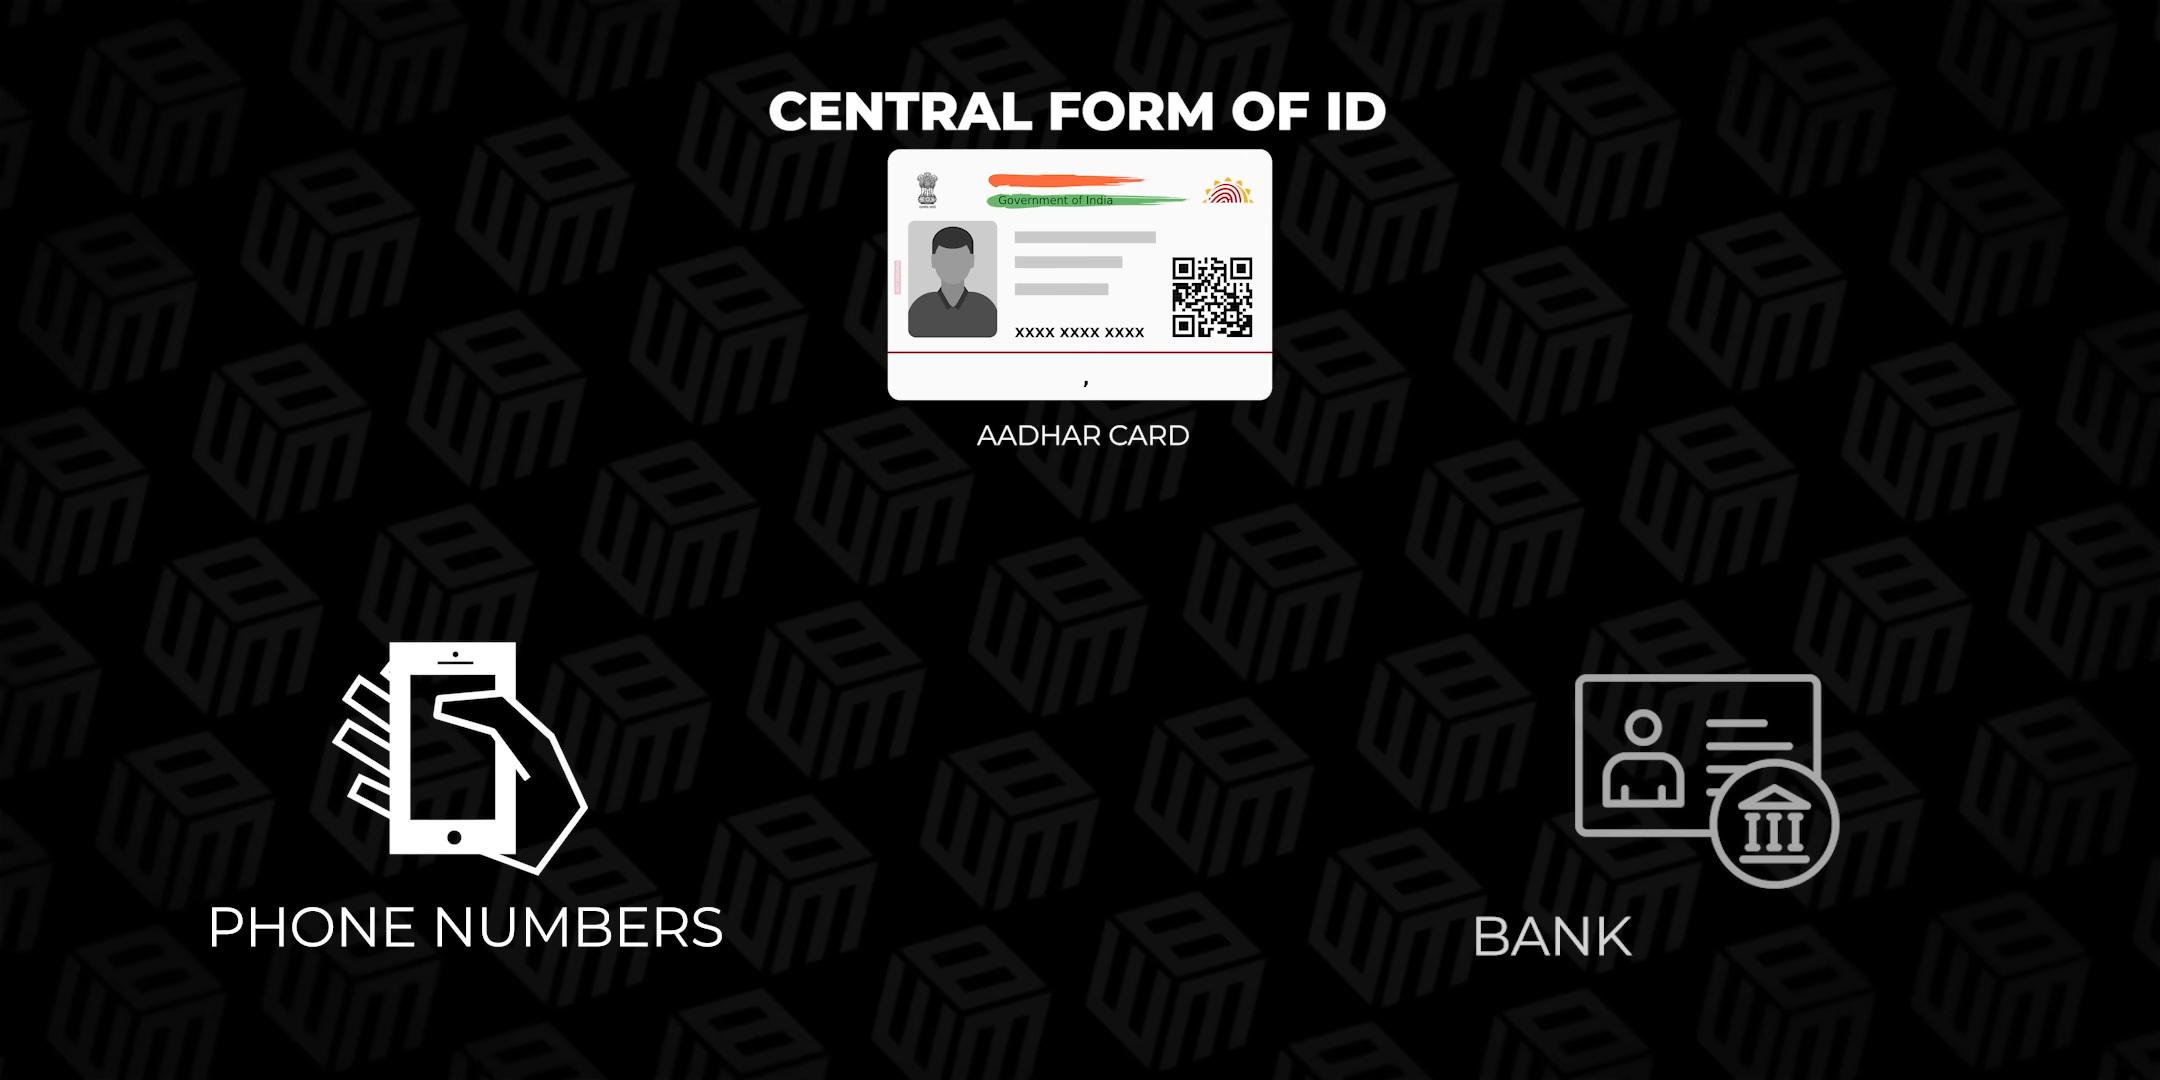 CENTRAL FORM OF ID
Government of India
XXXX XXXX XXXX
,
AADHAR CARD
PHONE NUMBERS
BANK